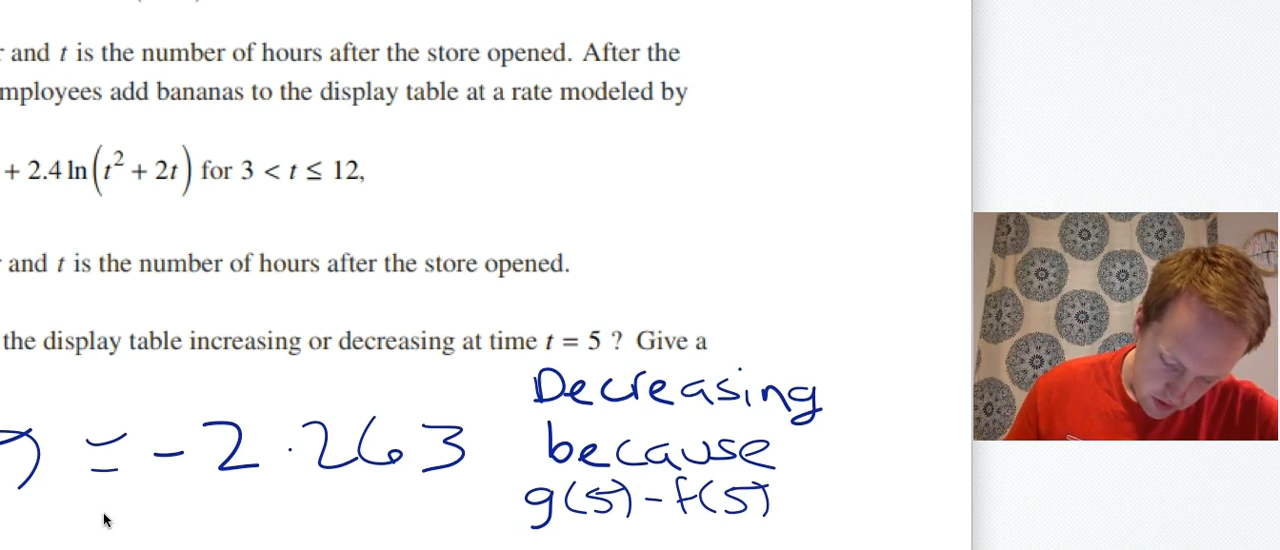 and t is the number of hours after the store opened. After the
mployees add bananas to the display table at a rate modeled by
+ 2.4 ln(t² + 2t) for 3 < t ≤ 12,
and t is the number of hours after the store opened.
the display table increasing or decreasing at time t = 5 ? Give a
) = -2.263
Decreasing
because
g(5)-f(5)